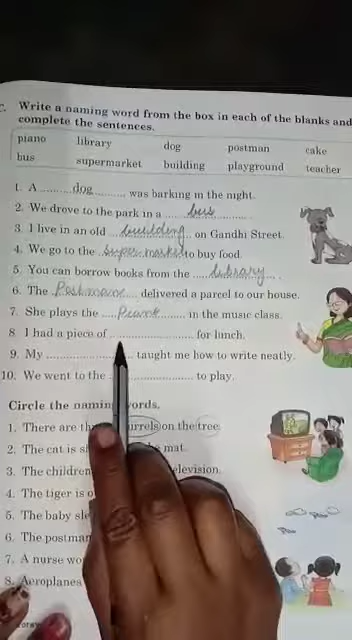 C. Write a naming word from the box in each of the blanks and
complete the sentences.
piano library dog postman cake
bus supermarket building playground teacher
1. A ..........dog.......... was barking in the night.
2. We drove to the park in a ........bus...............
3. I live in an old ...building.... on Gandhi Street.
4. We go to the ..supermarket.. to buy food.
5. You can borrow books from the .....library.... .
6. The ..Postman... delivered a parcel to our house.
7. She plays the ....Piano....... in the music class.
8. I had a piece of ........................ for lunch.
9. My ........................ taught me how to write neatly.
10. We went to the ........................ to play.
Circle the naming words.
1. There are on the tree.
2. The cat is mat.
3. The children
4. The tiger is
5. The baby
6. The postman
7. A nurse
8. Aeroplanes